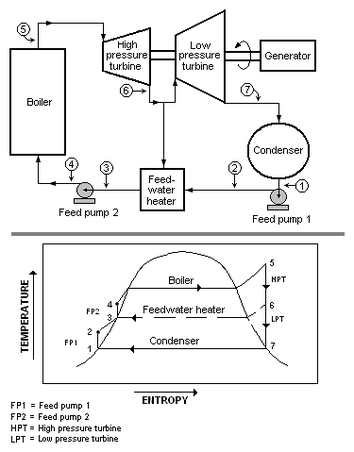 5
High
pressure
turbine
Low
pressure
turbine
Generator
6
7
Boiler
Condenser
4
3
Feed-
water
heater
2
1
Feed pump 2
Feed pump 1
TEMPERATURE
5
Boiler
HPT
4
FP2
Feedwater heater
6
3
LPT
2
FP1
1
Condenser
7
ENTROPY
FP1 = Feed pump 1
FP2 = Feed pump 2
HPT = High pressure turbine
LPT = Low pressure turbine